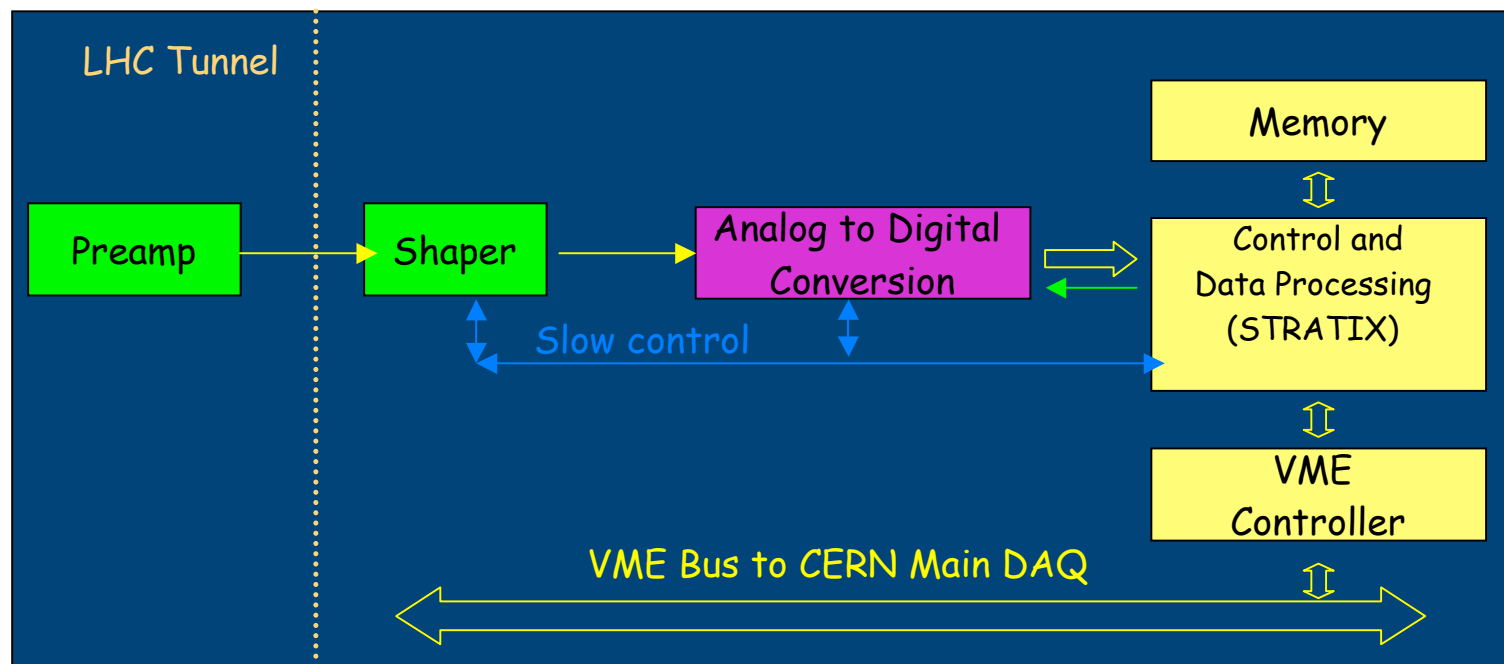 LHC Tunnel
Memory
Preamp
Shaper
Analog to Digital
Conversion
Control and
Data Processing
(STRATIX)
Slow control
VME
Controller
VME Bus to CERN Main DAQ